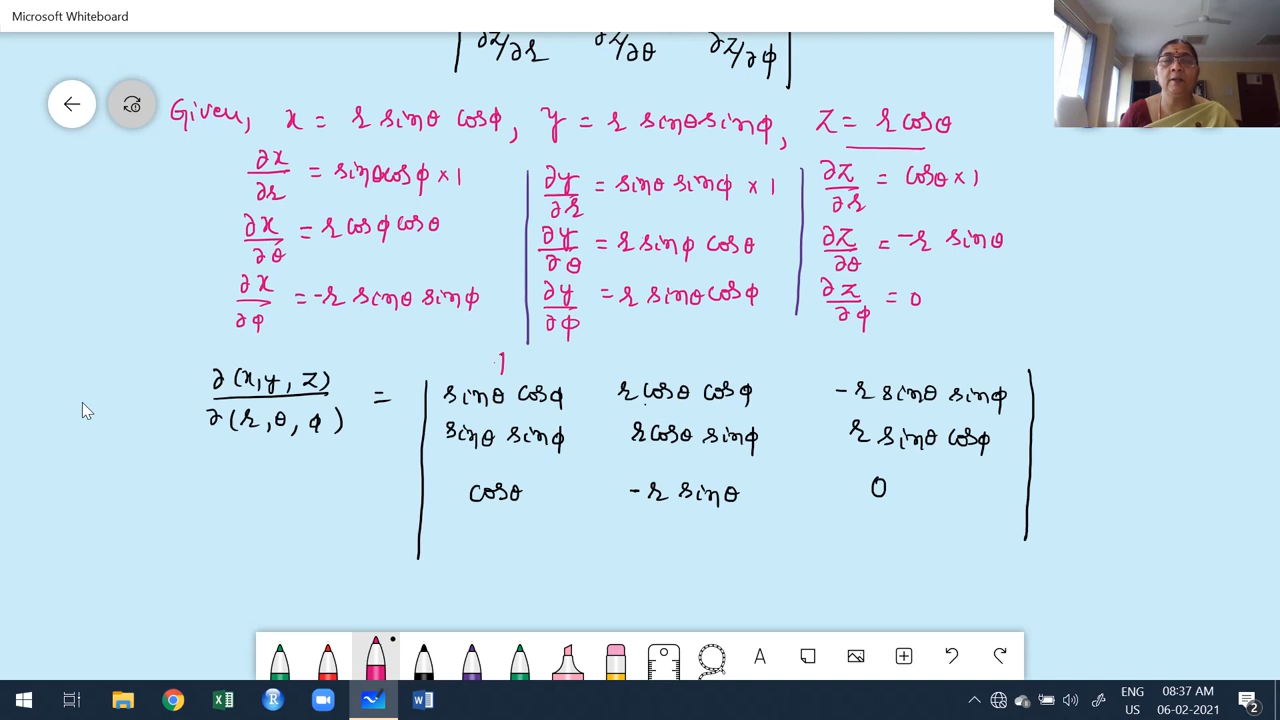 Microsoft Whiteboard
∂z/∂r ∂z/∂θ ∂z/∂φ
Given, x = r sinθ cosφ, y = r sinθ sinφ, z = r cosθ
∂x/∂r = sinθ cosφ × 1
∂x/∂θ = r cosφ cosθ
∂x/∂φ = -r sinθ sinφ
∂y/∂r = sinθ sinφ × 1
∂y/∂θ = r sinφ cosθ
∂y/∂φ = r sinθ cosφ
∂z/∂r = cosθ × 1
∂z/∂θ = -r sinθ
∂z/∂φ = 0
∂(x,y,z)/∂(r,θ,φ) =
sinθ cosφ r cosθ cosφ -r sinθ sinφ
sinθ sinφ r cosθ sinφ r sinθ cosφ
cosθ -r sinθ 0
A
ENG 08:37 AM
US 06-02-2021
2